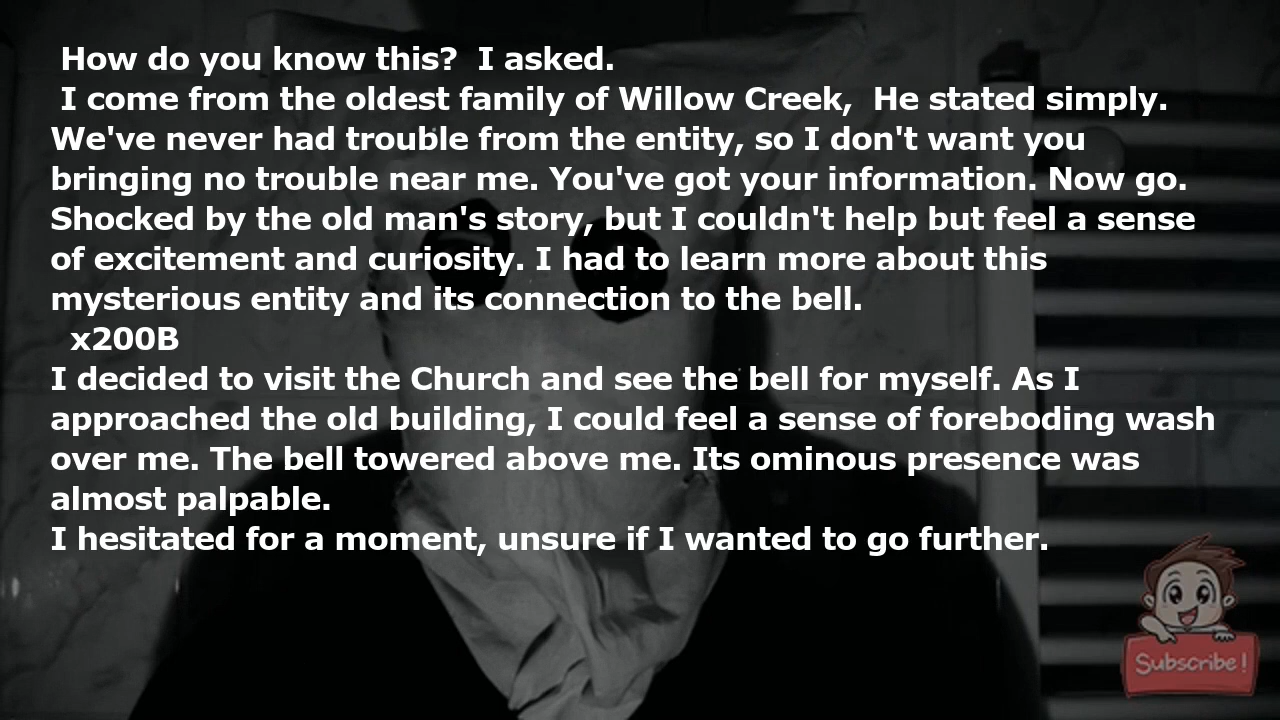 How do you know this?  I asked.
I come from the oldest family of Willow Creek,  He stated simply.
We've never had trouble from the entity, so I don't want you
bringing no trouble near me. You've got your information. Now go.
Shocked by the old man's story, but I couldn't help but feel a sense
of excitement and curiosity. I had to learn more about this
mysterious entity and its connection to the bell.
x200B
I decided to visit the Church and see the bell for myself. As I
approached the old building, I could feel a sense of foreboding wash
over me. The bell towered above me. Its ominous presence was
almost palpable.
I hesitated for a moment, unsure if I wanted to go further.
Subscribe!